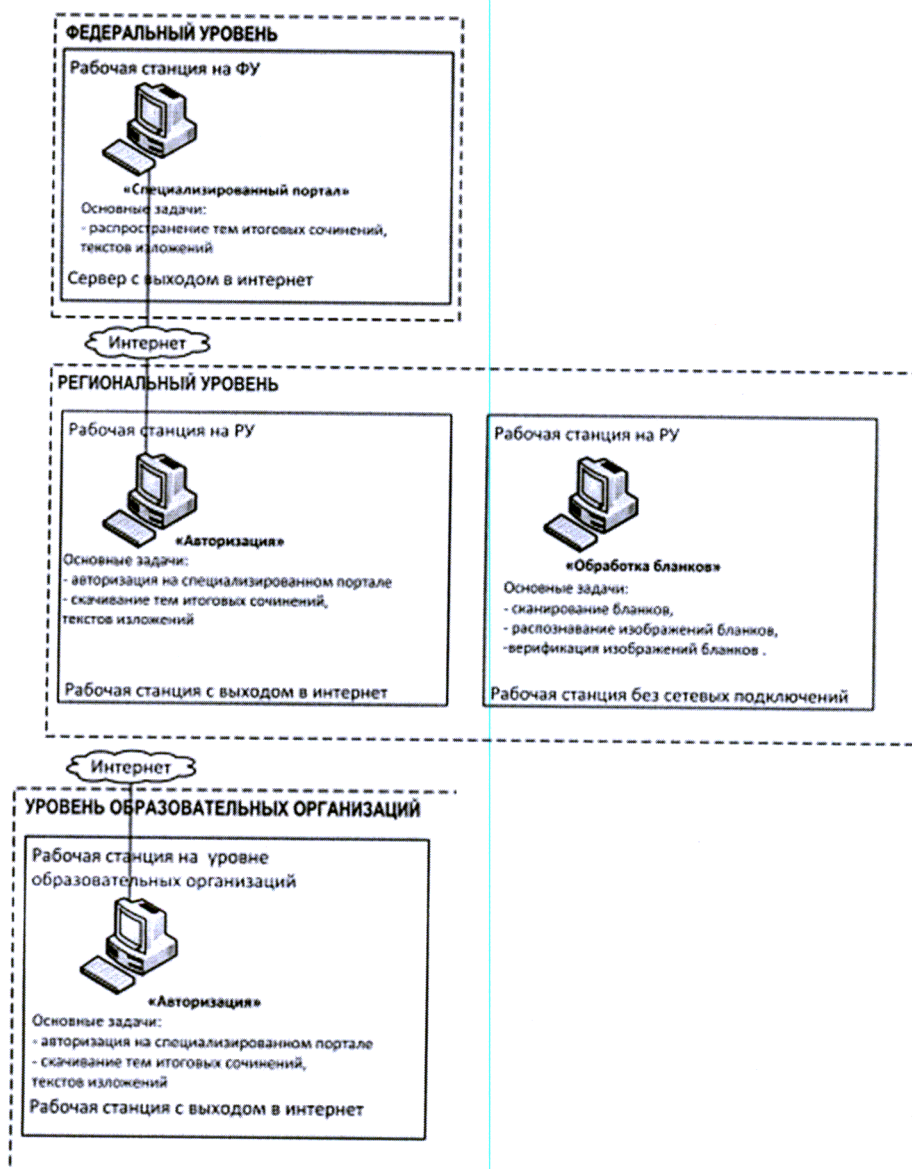 ФЕДЕРАЛЬНЫЙ УРОВЕНЬ
Рабочая станция на ФУ
«Специализированный портал»
Основные задачи:
- распространение тем итоговых сочинений,
текстов изложений
Сервер с выходом в интернет
Интернет
РЕГИОНАЛЬНЫЙ УРОВЕНЬ
Рабочая станция на РУ
«Авторизация»
Основные задачи:
- авторизация на специализированном портале
- скачивание тем итоговых сочинений,
текстов изложений
Рабочая станция с выходом в интернет
Рабочая станция на РУ
«Обработка бланков»
Основные задачи:
- сканирование бланков,
- распознавание изображений бланков,
-верификация изображений бланков .
Рабочая станция без сетевых подключений
Интернет
УРОВЕНЬ ОБРАЗОВАТЕЛЬНЫХ ОРГАНИЗАЦИЙ
Рабочая станция на уровне
образовательных организаций
«Авторизация»
Основные задачи:
- авторизация на специализированном портале
- скачивание тем итоговых сочинений,
текстов изложений
Рабочая станция с выходом в интернет